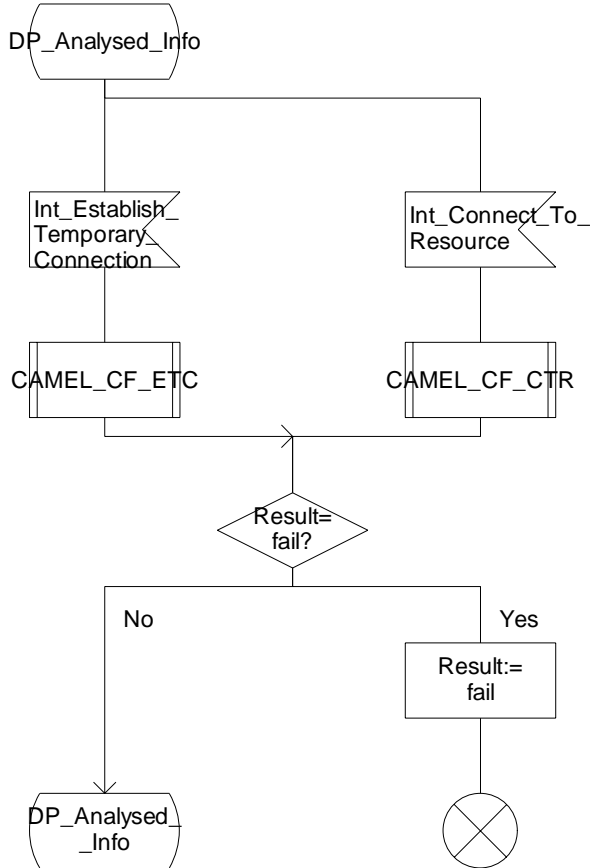 DP_Analysed_Info
Int_Establish_
Temporary_
Connection
Int_Connect_To_
Resource
CAMEL_CF_ETC
CAMEL_CF_CTR
Result=
fail?
No
Yes
Result:=
fail
DP_Analysed_
_Info